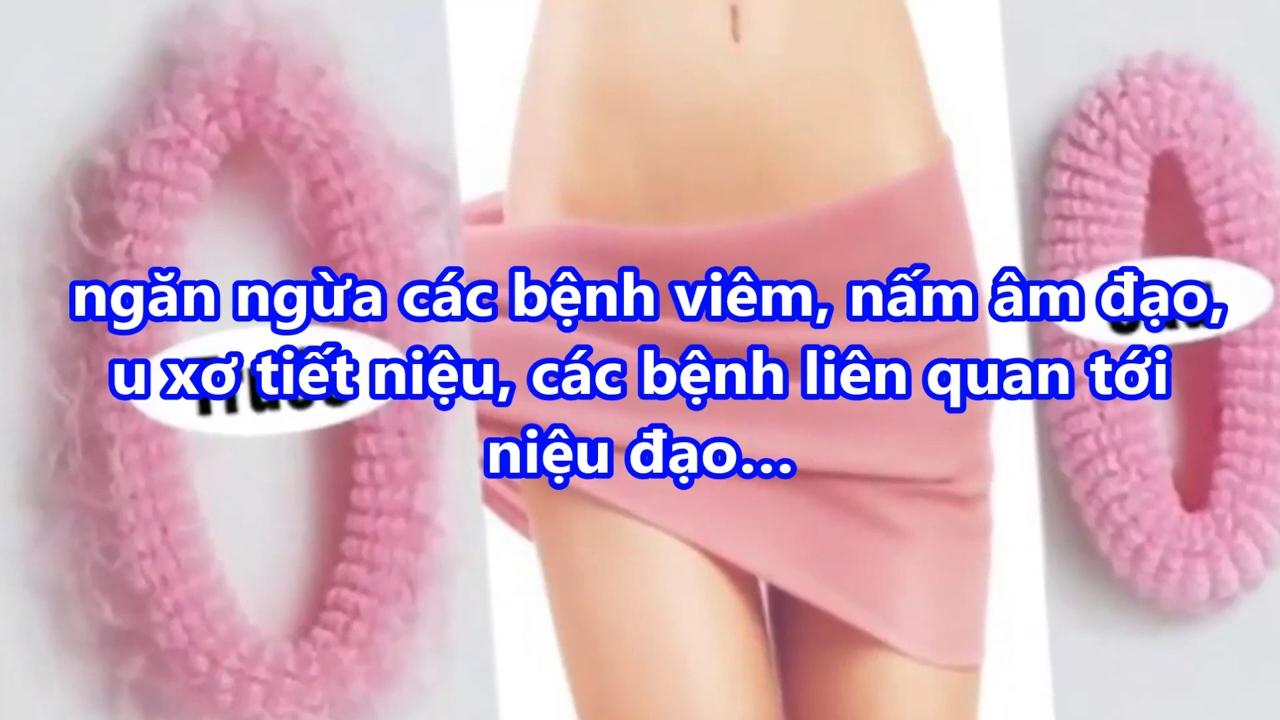 ngăn ngừa các bệnh viêm, nấm âm đạo,
u xơ tiết niệu, các bệnh liên quan tới
niệu đạo...